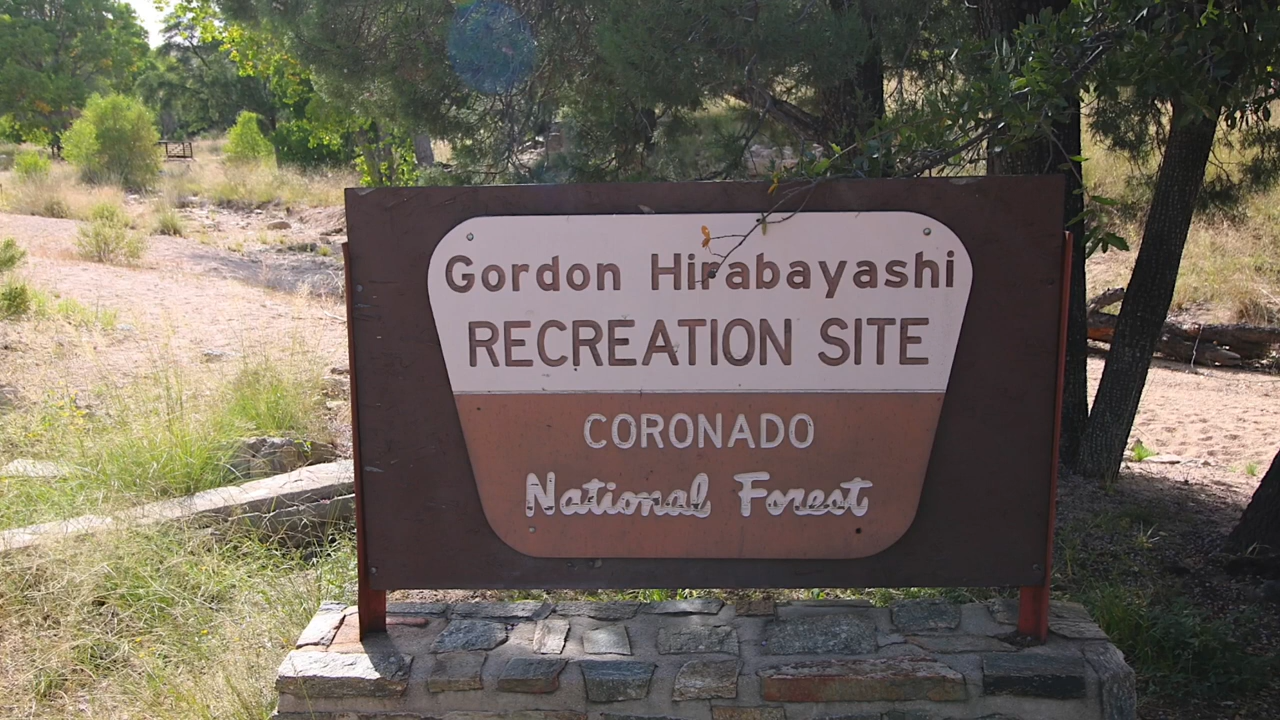 Gordon Hirabayashi
RECREATION SITE
CORONADO
National Forest